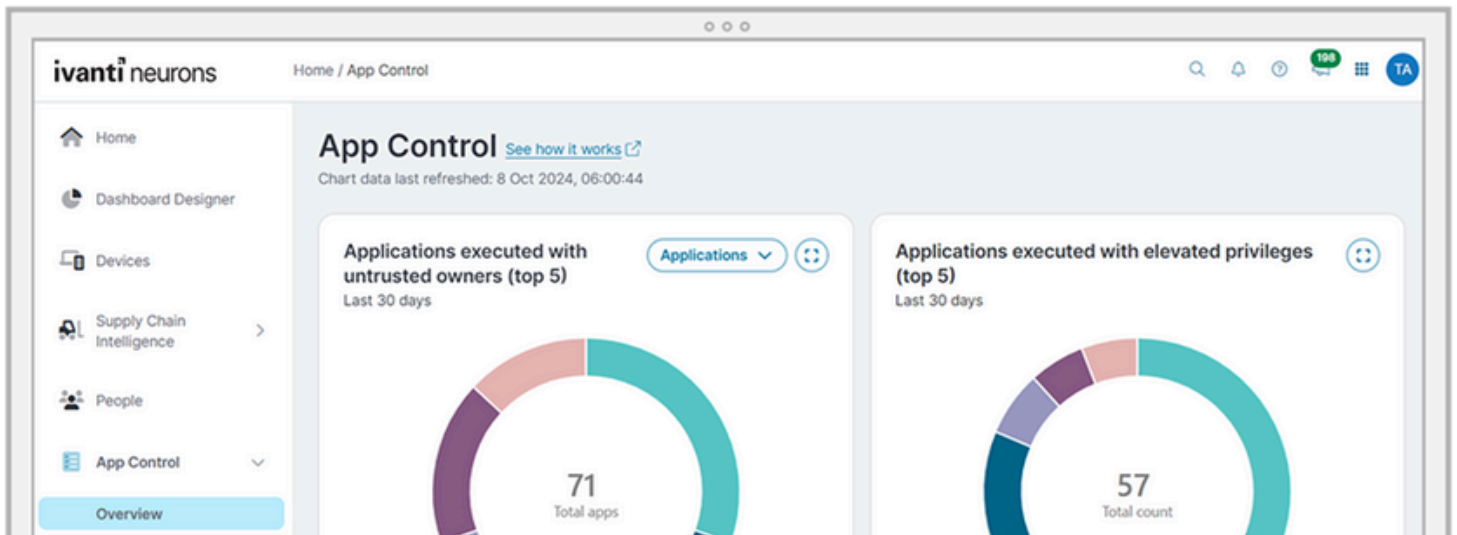 ivanti neurons
Home / App Control
198
TA
Home
Dashboard Designer
Devices
Supply Chain
Intelligence
People
App Control
Overview
App Control See how it works
Chart data last refreshed: 8 Oct 2024, 06:00:44
Applications executed with
untrusted owners (top 5)
Last 30 days
Applications
71
Total apps
Applications executed with elevated privileges
(top 5)
Last 30 days
57
Total count